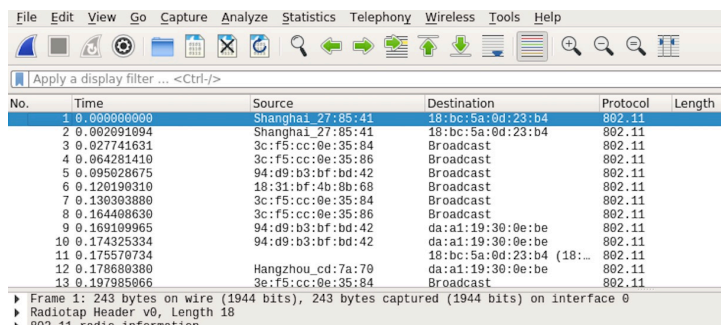 File Edit View Go Capture Analyze Statistics Telephony Wireless Tools Help
Apply a display filter ... <Ctrl-/>
No. Time Source Destination Protocol Length
1 0.000000000 Shanghai_27:85:41 18:bc:5a:0d:23:b4 802.11
2 0.002091094 Shanghai_27:85:41 18:bc:5a:0d:23:b4 802.11
3 0.027741631 3c:f5:cc:0e:35:84 Broadcast 802.11
4 0.064281410 3c:f5:cc:0e:35:86 Broadcast 802.11
5 0.095028675 94:d9:b3:bf:bd:42 Broadcast 802.11
6 0.120190310 18:31:bf:4b:8b:68 Broadcast 802.11
7 0.130303880 3c:f5:cc:0e:35:84 Broadcast 802.11
8 0.164408630 3c:f5:cc:0e:35:86 Broadcast 802.11
9 0.169109965 94:d9:b3:bf:bd:42 da:a1:19:30:0e:be 802.11
10 0.174325334 94:d9:b3:bf:bd:42 da:a1:19:30:0e:be 802.11
11 0.175570734 18:bc:5a:0d:23:b4 (18:… 802.11
12 0.178680380 Hangzhou_cd:7a:70 da:a1:19:30:0e:be 802.11
13 0.197985066 3e:f5:cc:0e:35:84 Broadcast 802.11
Frame 1: 243 bytes on wire (1944 bits), 243 bytes captured (1944 bits) on interface 0
Radiotap Header v0, Length 18
802.11 radio information